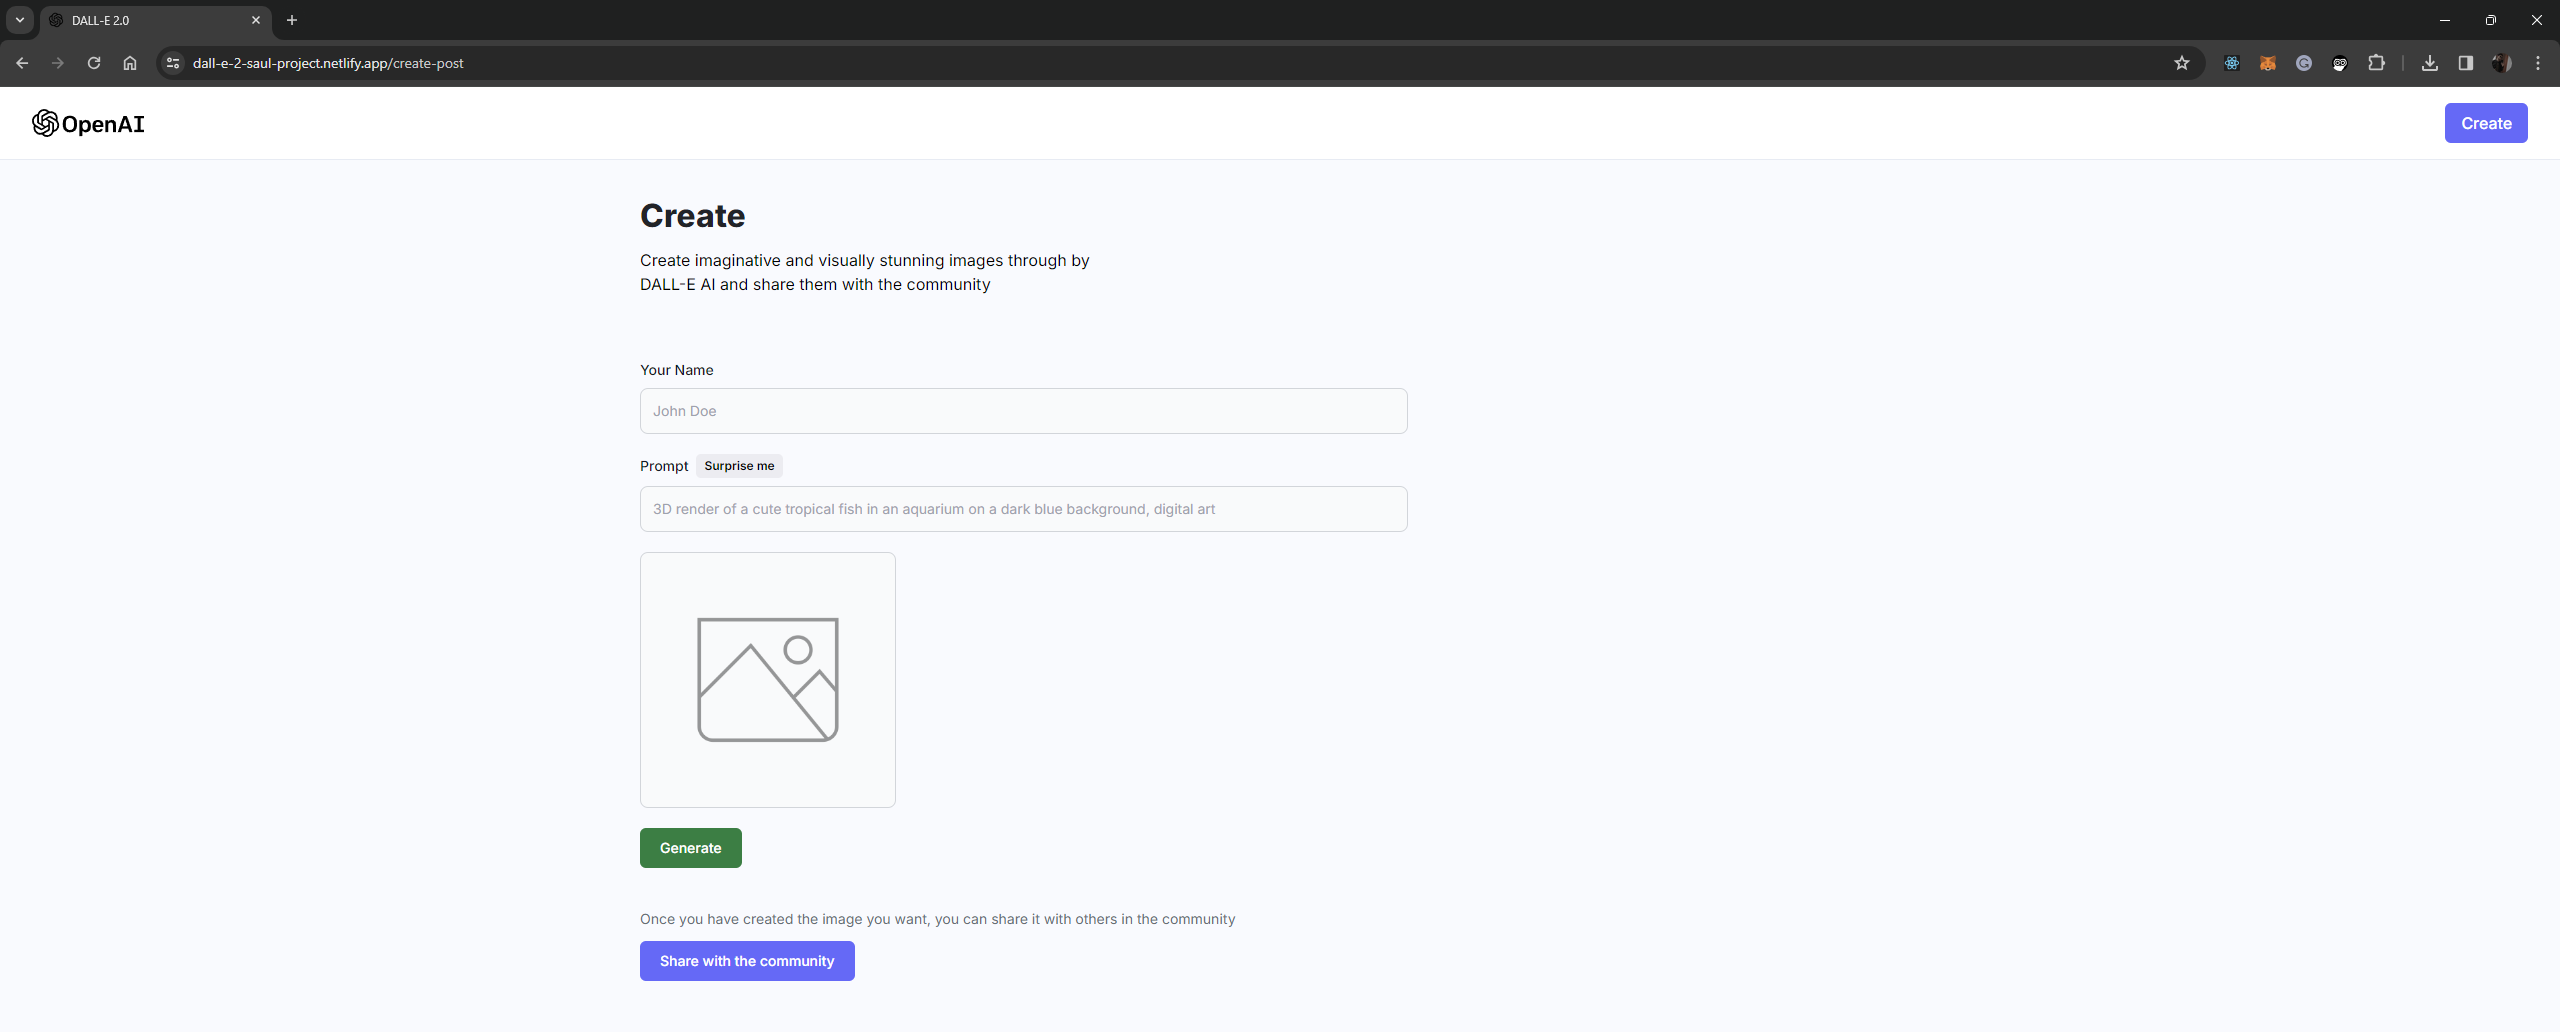 DALL-E 2.0
dall-e-2-saul-project.netlify.app/create-post
OpenAI
Create
Create
Create imaginative and visually stunning images through by
DALL-E AI and share them with the community
Your Name
John Doe
Prompt Surprise me
3D render of a cute tropical fish in an aquarium on a dark blue background, digital art
Generate
Once you have created the image you want, you can share it with others in the community
Share with the community